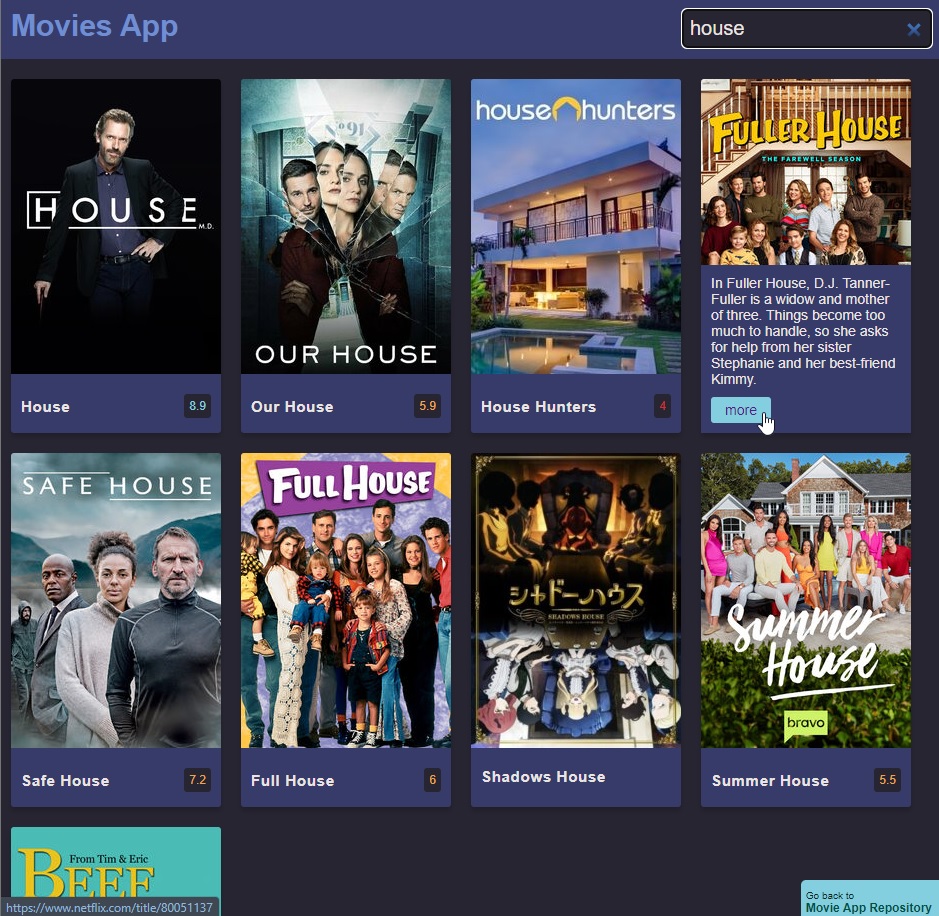 Movies App
house
Nº91
HOUSE
M.D.
OUR HOUSE
house hunters
FULLER HOUSE
THE FAREWELL SEASON
In Fuller House, D.J. Tanner-
Fuller is a widow and mother
of three. Things become too
much to handle, so she asks
for help from her sister
Stephanie and her best-friend
Kimmy.
more
House
8.9
Our House
5.9
House Hunters
4
SAFE HOUSE
FULL HOUSE
シャドーハウス
SHADOWS HOUSE
Summer
House
bravo
Safe House
7.2
Full House
6
Shadows House
Summer House
5.5
From Tim & Eric
BEEF
https://www.netflix.com/title/80051137
Go back to
Movie App Repository